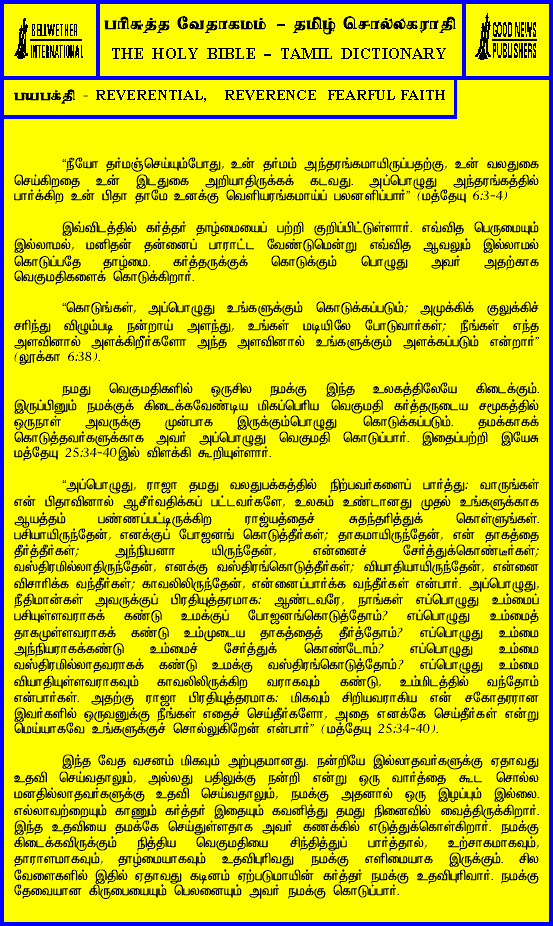 BELLWETHER
INTERNATIONAL
பரிசுத்த வேதாகமம் – தமிழ் சொல்லகராதி
THE HOLY BIBLE – TAMIL DICTIONARY
GOOD NEWS
PUBLISHERS
பயபக்தி - REVERENTIAL, REVERENCE FEARFUL FAITH
“நீயோ தர்மஞ்செய்யும்போது, உன் தர்மம் அந்தரங்கமாயிருப்பதற்கு, உன் வலதுகை
செய்கிறதை உன் இடதுகை அறியாதிருக்கக் கடவது. அப்பொழுது அந்தரங்கத்தில்
பார்க்கிற உன் பிதா தாமே உனக்கு வெளியரங்கமாய்ப் பலனளிப்பார்” (மத்தேயு 6:3-4)
இவ்விடத்தில் கர்த்தர் தாழ்மையைப் பற்றி குறிப்பிட்டுள்ளார். எவ்வித பெருமையும்
இல்லாமல், மனிதன் தன்னைப் பாராட்ட வேண்டுமென்று எவ்வித ஆவலும் இல்லாமல்
கொடுப்பதே தாழ்மை. கர்த்தருக்குக் கொடுக்கும் பொழுது அவர் அதற்காக
வெகுமதிகளைக் கொடுக்கிறார்.
“கொடுங்கள், அப்பொழுது உங்களுக்கும் கொடுக்கப்படும்; அமுக்கிக் குலுக்கிச்
சரிந்து விழும்படி நன்றாய் அளந்து, உங்கள் மடியிலே போடுவார்கள்; நீங்கள் எந்த
அளவினால் அளக்கிறீர்களோ அந்த அளவினால் உங்களுக்கும் அளக்கப்படும் என்றார்”
(லூக்கா 6:38).
நமது வெகுமதிகளில் ஒருசில நமக்கு இந்த உலகத்திலேயே கிடைக்கும்.
இருப்பினும் நமக்குக் கிடைக்கவேண்டிய மிகப்பெரிய வெகுமதி கர்த்தருடைய சமூகத்தில்
ஒருநாள் அவருக்கு முன்பாக இருக்கும்பொழுது கொடுக்கப்படும். தமக்காகக்
கொடுத்தவர்களுக்காக அவர் அப்பொழுது வெகுமதி கொடுப்பார். இதைப்பற்றி இயேசு
மத்தேயு 25:34-40இல் விளக்கி கூறியுள்ளார்.
“அப்பொழுது, ராஜா தமது வலதுபக்கத்தில் நிற்பவர்களைப் பார்த்து: வாருங்கள்
என் பிதாவினால் ஆசீர்வதிக்கப் பட்டவர்களே, உலகம் உண்டானது முதல் உங்களுக்காக
ஆயத்தம் பண்ணப்பட்டிருக்கிற ராஜ்யத்தைச் சுதந்தரித்துக் கொள்ளுங்கள்.
பசியாயிருந்தேன், எனக்குப் போஜனங் கொடுத்தீர்கள்; தாகமாயிருந்தேன், என் தாகத்தை
தீர்த்தீர்கள்; அந்நியனா யிருந்தேன், என்னைச் சேர்த்துக்கொண்டீர்கள்;
வஸ்திரமில்லாதிருந்தேன், எனக்கு வஸ்திரங்கொடுத்தீர்கள்; வியாதியாயிருந்தேன், என்னை
விசாரிக்க வந்தீர்கள்; காவலிலிருந்தேன், என்னைப்பார்க்க வந்தீர்கள் என்பார். அப்பொழுது,
நீதிமான்கள் அவருக்குப் பிரதியுத்தரமாக: ஆண்டவரே, நாங்கள் எப்பொழுது உம்மைப்
பசியுள்ளவராகக் கண்டு உமக்குப் போஜனங்கொடுத்தோம்? எப்பொழுது உம்மைத்
தாகமுள்ளவராகக் கண்டு உம்முடைய தாகத்தைத் தீர்த்தோம்? எப்பொழுது உம்மை
அந்நியராகக்கண்டு உம்மைச் சேர்த்துக் கொண்டோம்? எப்பொழுது உம்மை
வஸ்திரமில்லாதவராகக் கண்டு உமக்கு வஸ்திரங்கொடுத்தோம்? எப்பொழுது உம்மை
வியாதியுள்ளவராகவும் காவலிலிருக்கிற வராகவும் கண்டு, உம்மிடத்தில் வந்தோம்
என்பார்கள். அதற்கு ராஜா பிரதியுத்தரமாக: மிகவும் சிறியவராகிய என் சகோதரரான
இவர்களில் ஒருவனுக்கு நீங்கள் எதைச் செய்தீர்களோ, அதை எனக்கே செய்தீர்கள் என்று
மெய்யாகவே உங்களுக்குச் சொல்லுகிறேன் என்பார்” (மத்தேயு 25:34-40).
இந்த வேத வசனம் மிகவும் அற்புதமானது. நன்றியே இல்லாதவர்களுக்கு ஏதாவது
உதவி செய்வதாலும், அல்லது பதிலுக்கு நன்றி என்று ஒரு வார்த்தை கூட சொல்ல
மனதில்லாதவர்களுக்கு உதவி செய்வதாலும், நமக்கு அதனால் ஒரு இழப்பும் இல்லை.
எல்லாவற்றையும் காணும் கர்த்தர் இதையும் கவனித்து தமது நினைவில் வைத்திருக்கிறார்.
இந்த உதவியை தமக்கே செய்துள்ளதாக அவர் கணக்கில் எடுத்துக்கொள்கிறார். நமக்கு
கிடைக்கவிருக்கும் நித்திய வெகுமதியை சிந்தித்துப் பார்த்தால், உற்சாகமாகவும்,
தாராளமாகவும், தாழ்மையாகவும் உதவிபுரிவது நமக்கு எளிமையாக இருக்கும். சில
வேளைகளில் இதில் ஏதாவது கடினம் ஏற்படுமாயின் கர்த்தர் நமக்கு உதவிபுரிவார். நமக்கு
தேவையான கிருபையையும் பெலனையும் அவர் நமக்கு கொடுப்பார்.